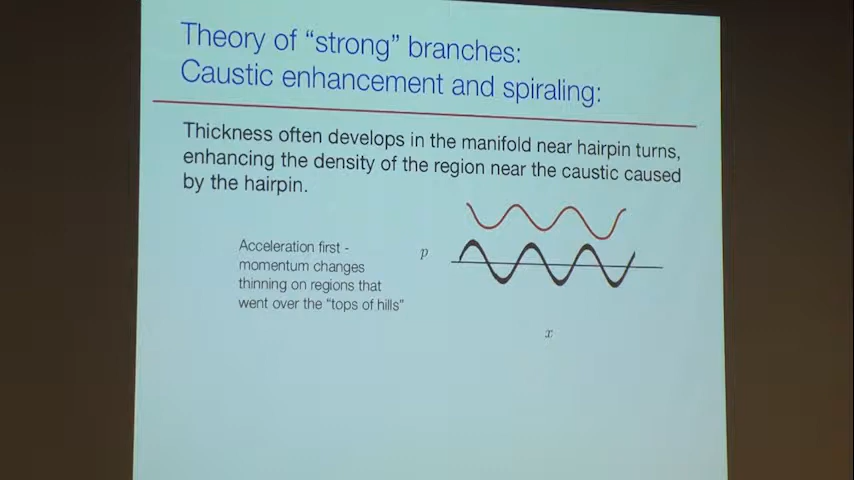 Theory of “strong” branches:
Caustic enhancement and spiraling:
Thickness often develops in the manifold near hairpin turns,
enhancing the density of the region near the caustic caused
by the hairpin.
Acceleration first -
momentum changes
thinning on regions that
went over the “tops of hills”
p
x